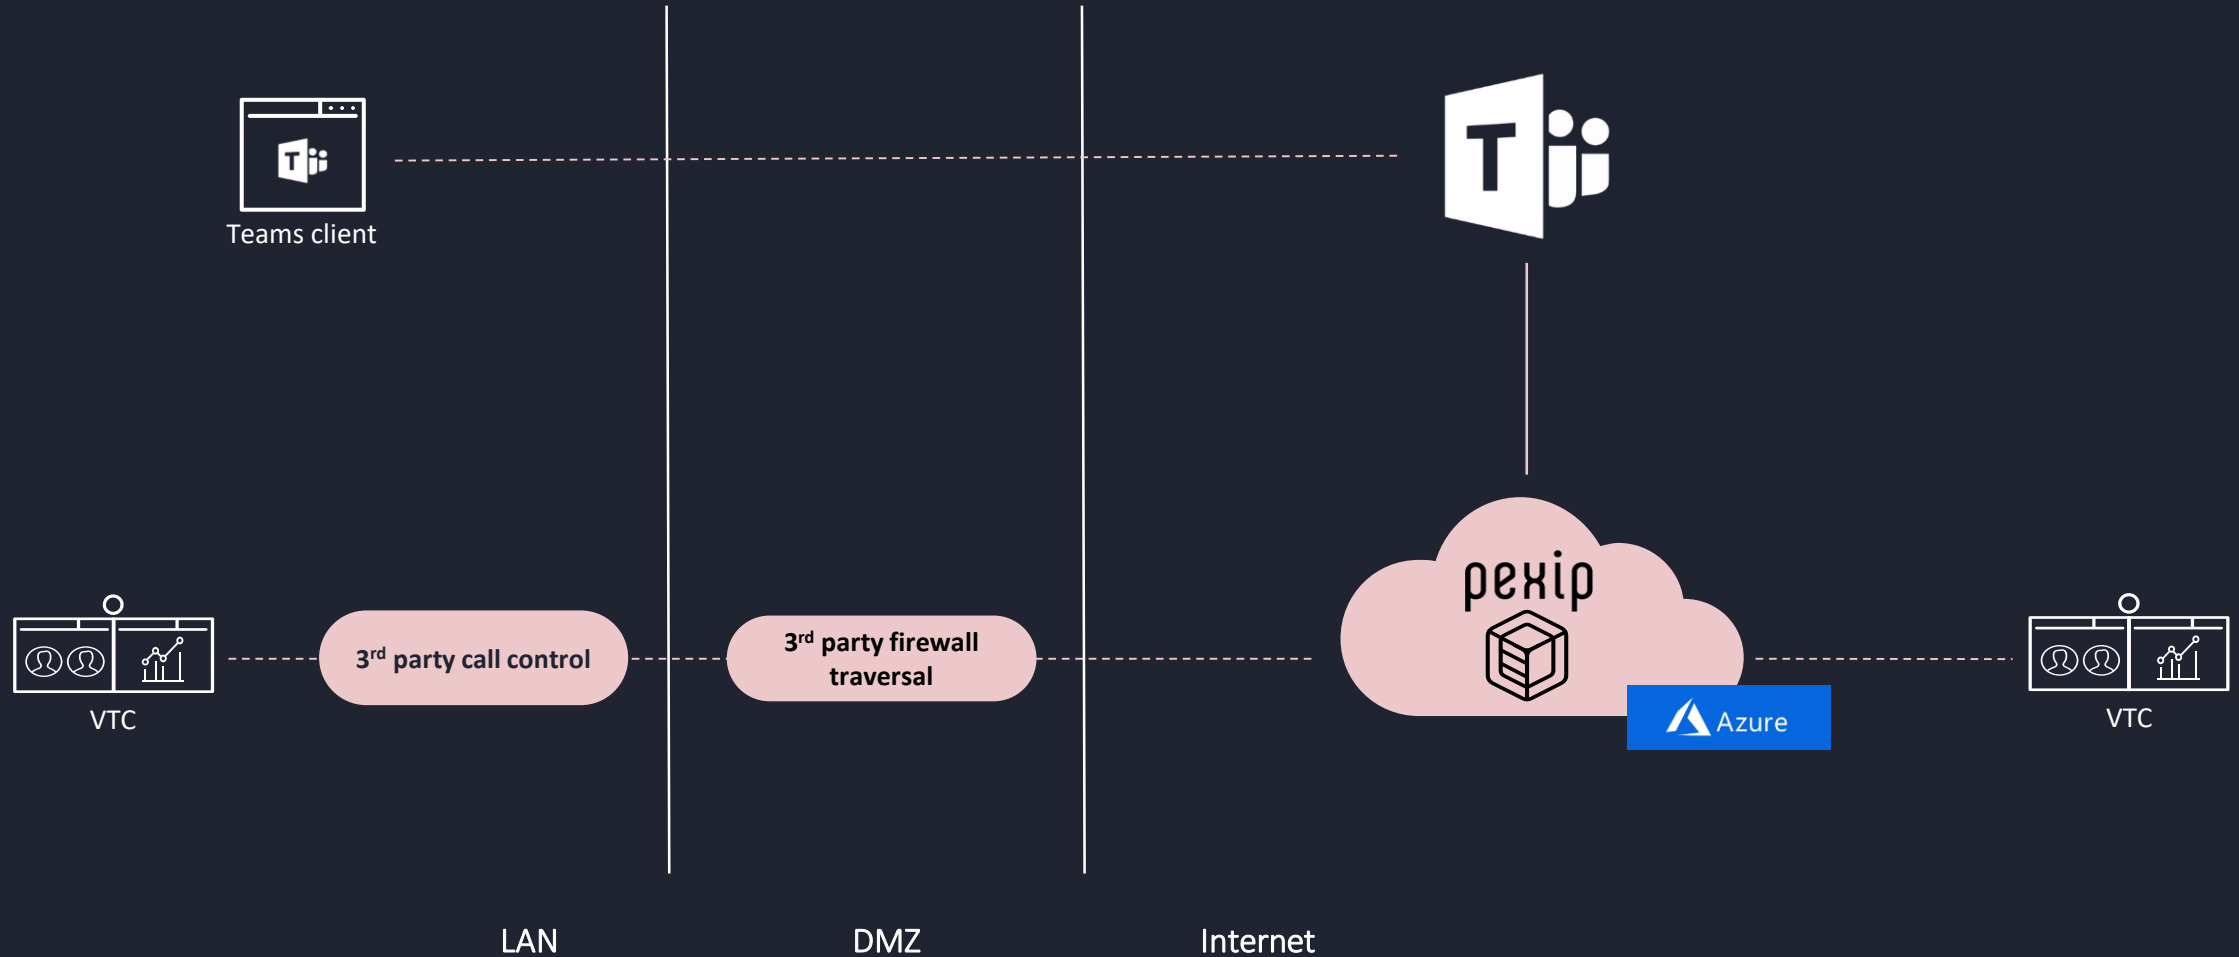 T
T
Teams client
pexip
3rd party call control
3rd party firewall
traversal
VTC
Azure
VTC
LAN
DMZ
Internet